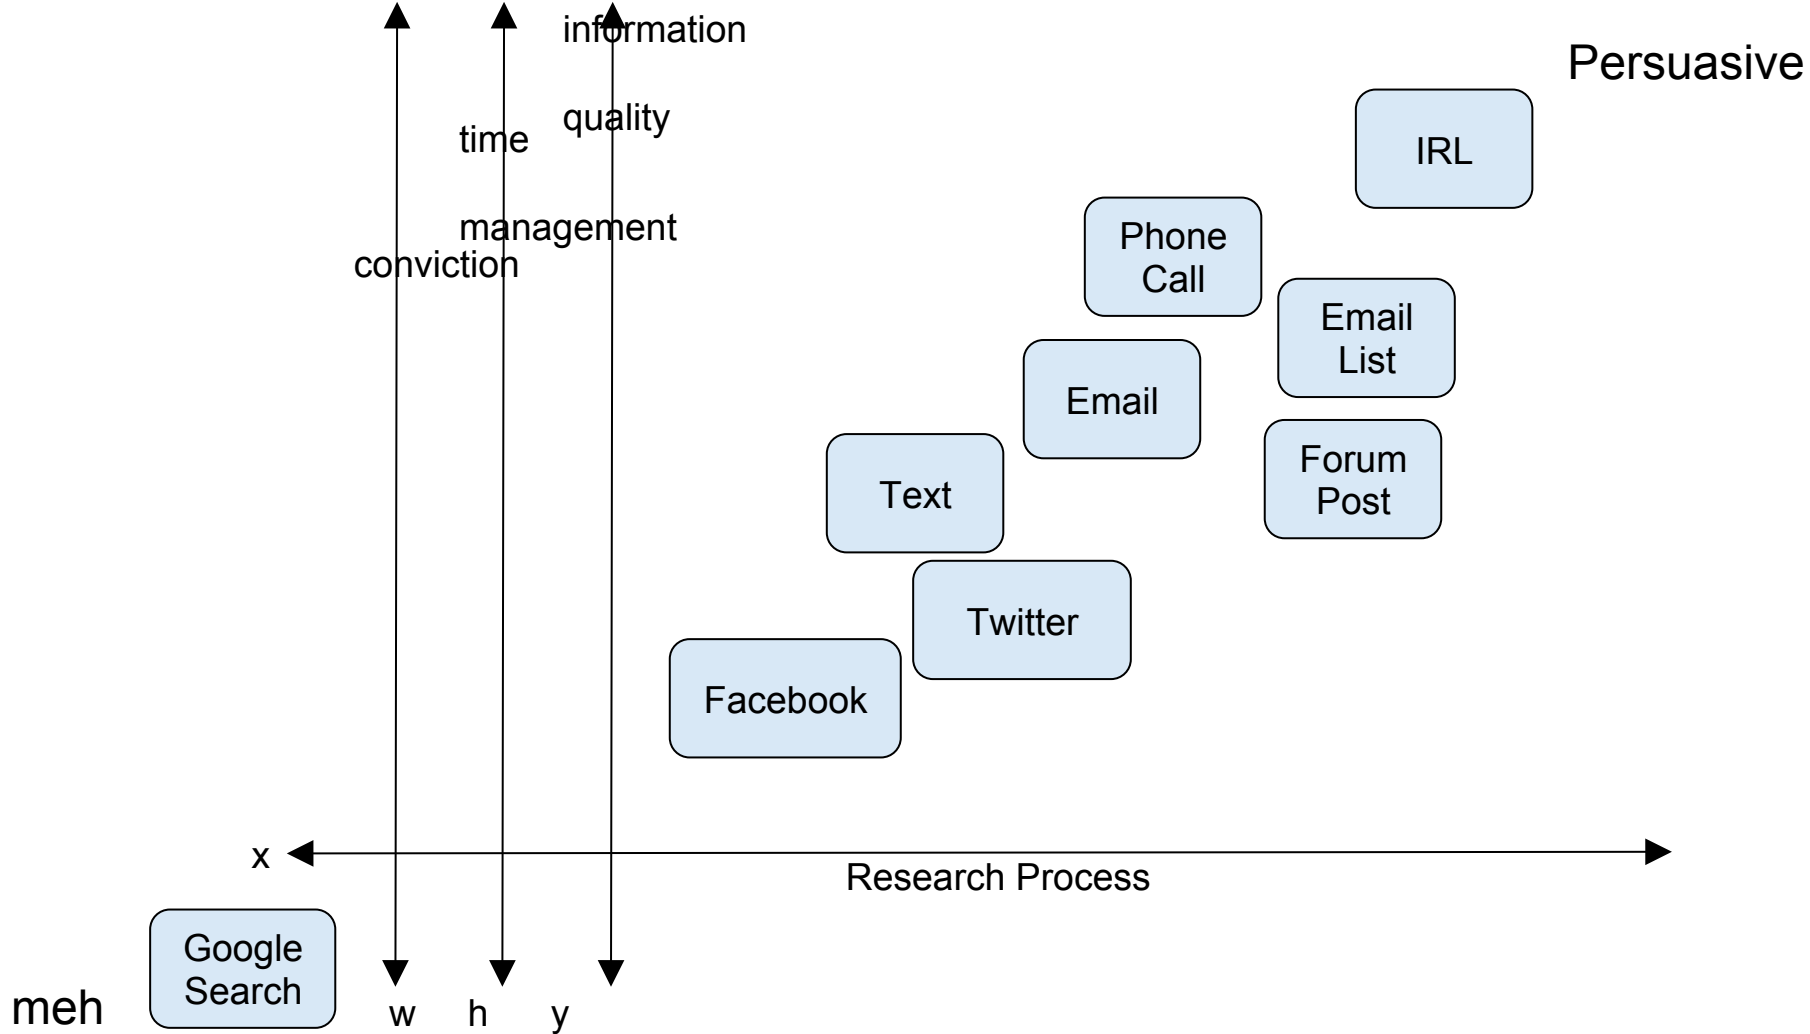 information
quality
time
management
conviction
Persuasive
IRL
Phone
Call
Email
List
Email
Forum
Post
Text
Twitter
Facebook
x
Research Process
Google
Search
meh
w
h
y